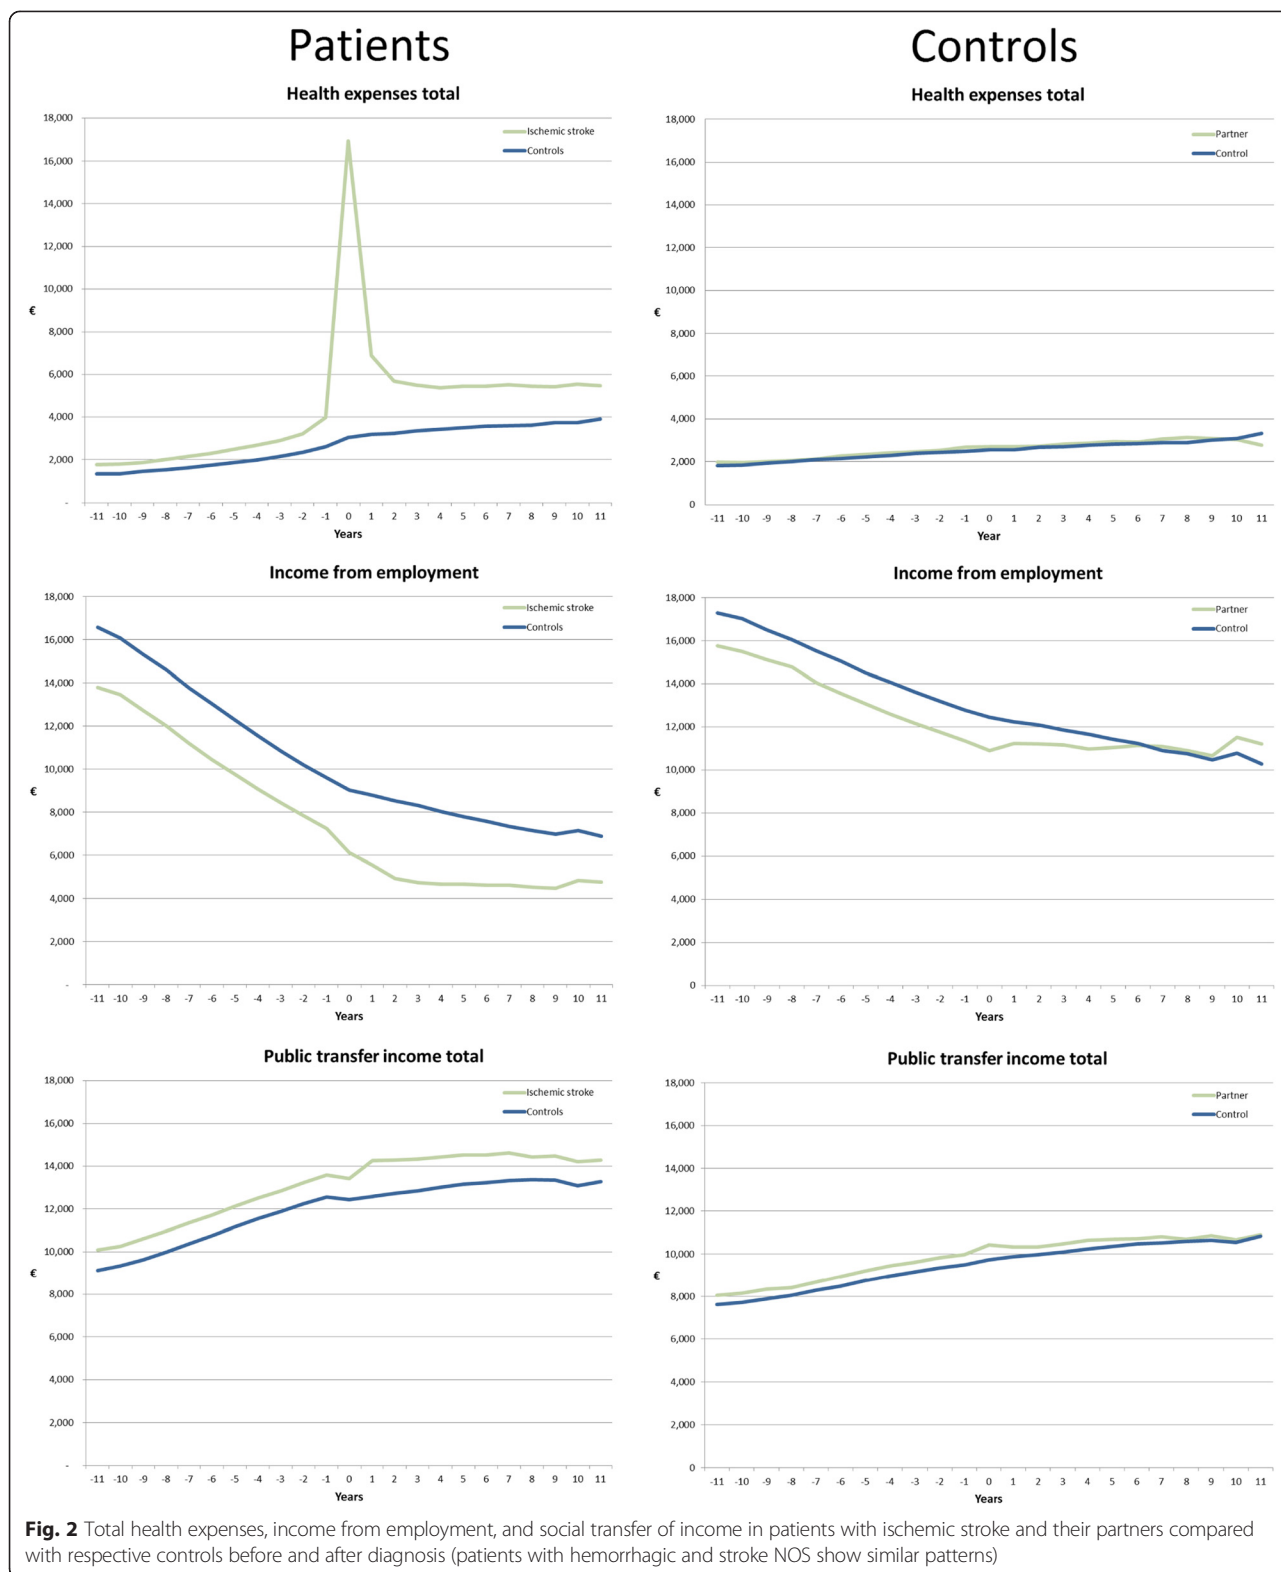 Patients
Health expenses total
18,000
16,000
14,000
12,000
10,000
8,000
6,000
4,000
2,000
-
€
Ischemic stroke
Controls
-11 -10 -9 -8 -7 -6 -5 -4 -3 -2 -1 0 1 2 3 4 5 6 7 8 9 10 11
Years
Controls
Health expenses total
18,000
16,000
14,000
12,000
10,000
8,000
6,000
4,000
2,000
0
€
Partner
Control
-11 -10 -9 -8 -7 -6 -5 -4 -3 -2 -1 0 1 2 3 4 5 6 7 8 9 10 11
Year
Income from employment
18,000
16,000
14,000
12,000
10,000
8,000
6,000
4,000
2,000
-
€
Ischemic stroke
Controls
-11 -10 -9 -8 -7 -6 -5 -4 -3 -2 -1 0 1 2 3 4 5 6 7 8 9 10 11
Years
Income from employment
18,000
16,000
14,000
12,000
10,000
8,000
6,000
4,000
2,000
0
€
Partner
Control
-11 -10 -9 -8 -7 -6 -5 -4 -3 -2 -1 0 1 2 3 4 5 6 7 8 9 10 11
Years
Public transfer income total
18,000
16,000
14,000
12,000
10,000
8,000
6,000
4,000
2,000
-
€
Ischemic stroke
Controls
-11 -10 -9 -8 -7 -6 -5 -4 -3 -2 -1 0 1 2 3 4 5 6 7 8 9 10 11
Years
Public transfer income total
18,000
16,000
14,000
12,000
10,000
8,000
6,000
4,000
2,000
0
€
Partner
Control
-11 -10 -9 -8 -7 -6 -5 -4 -3 -2 -1 0 1 2 3 4 5 6 7 8 9 10 11
Years
Fig. 2 Total health expenses, income from employment, and social transfer of income in patients with ischemic stroke and their partners compared
with respective controls before and after diagnosis (patients with hemorrhagic and stroke NOS show similar patterns)